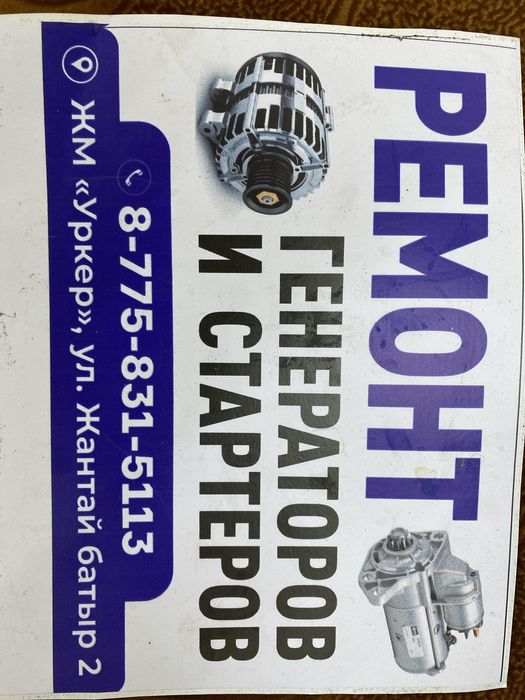 РЕМОНТ
ГЕНЕРАТОРОВ
И СТАРТЕРОВ
8-775-831-5113
ЖМ «Уркер», ул. Жантай батыр 2